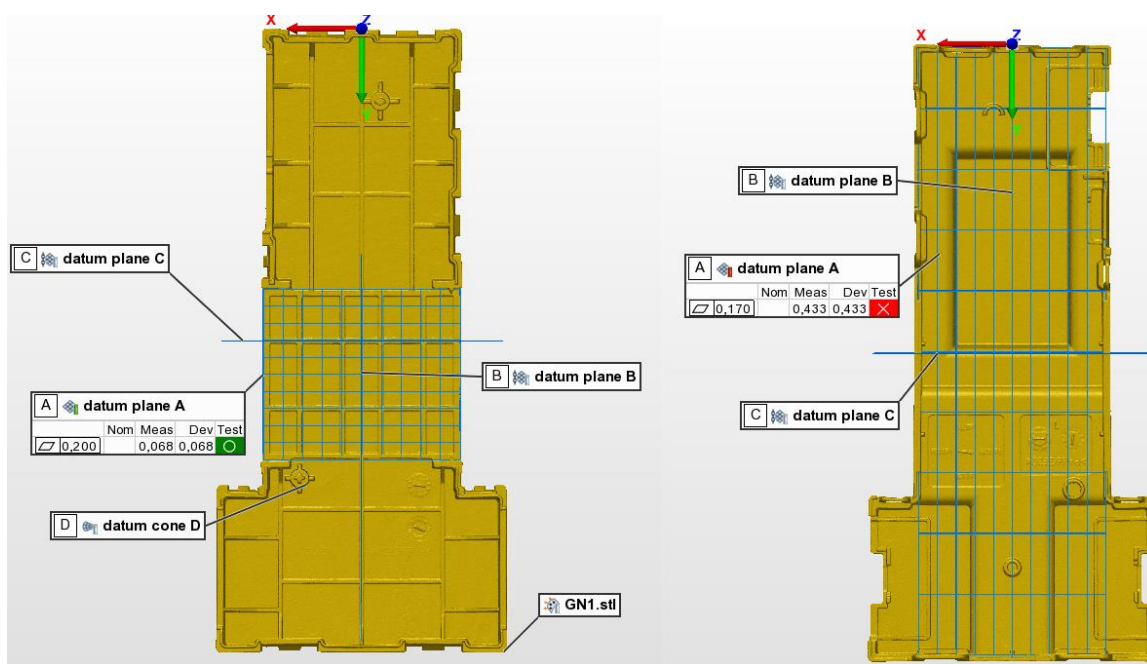 X
Z
Y
C datum plane C
B datum plane B
A datum plane A
Nom Meas Dev Test
0,200 0,068 0,068
D datum cone D
GN1.stl
X
Z
Y
B datum plane B
A datum plane A
Nom Meas Dev Test
0,170 0,433 0,433
C datum plane C